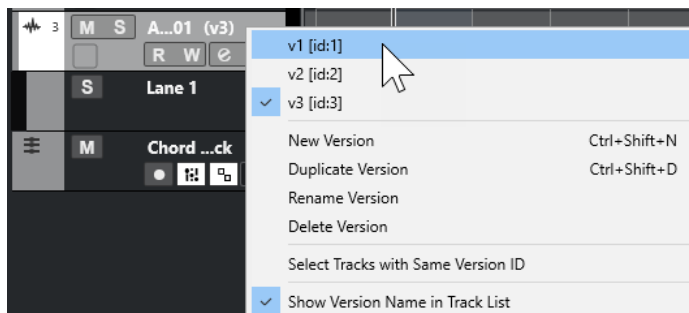 3 M S A...01 (v3)
R W e
S Lane 1
M Chord ...ck
v1 [id:1]
v2 [id:2]
v3 [id:3]
New Version Ctrl+Shift+N
Duplicate Version Ctrl+Shift+D
Rename Version
Delete Version
Select Tracks with Same Version ID
Show Version Name in Track List